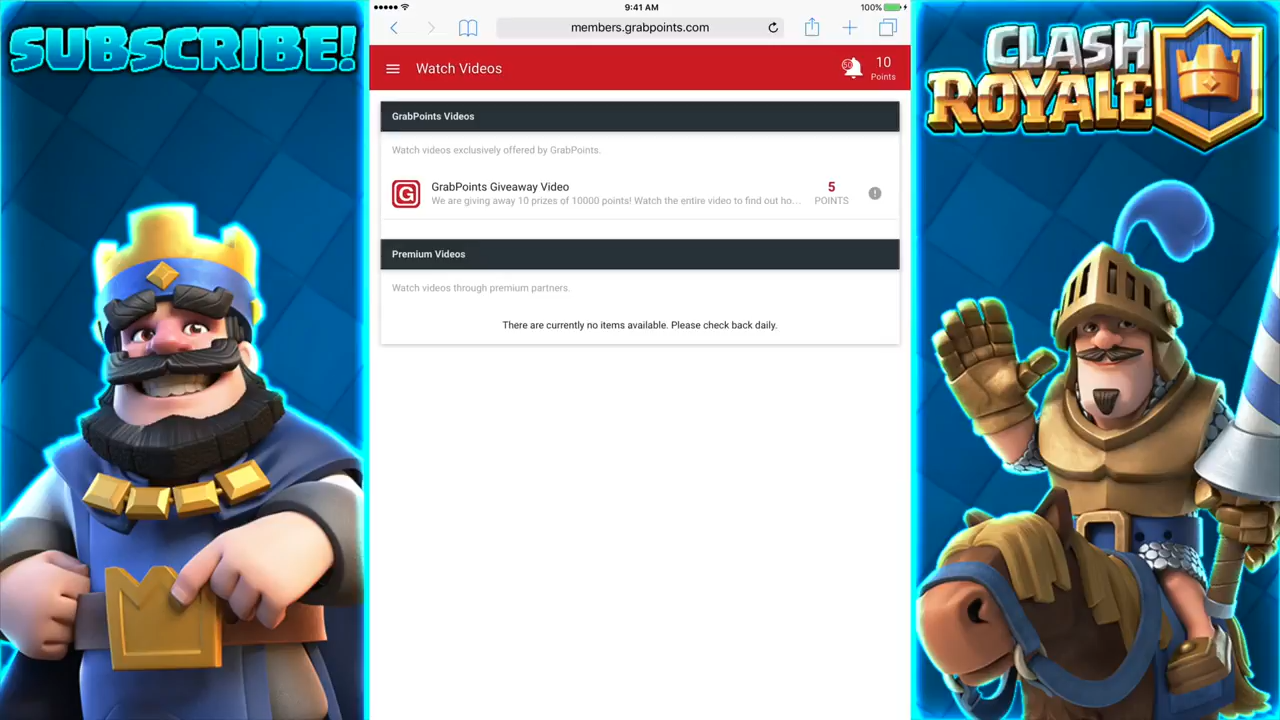 SUBSCRIBE!
9:41 AM
100%
members.grabpoints.com
Watch Videos
50
10
Points
GrabPoints Videos
Watch videos exclusively offered by GrabPoints.
G
GrabPoints Giveaway Video
We are giving away 10 prizes of 10000 points! Watch the entire video to find out ho...
5
POINTS
Premium Videos
Watch videos through premium partners.
There are currently no items available. Please check back daily.
CLASH
ROYALE